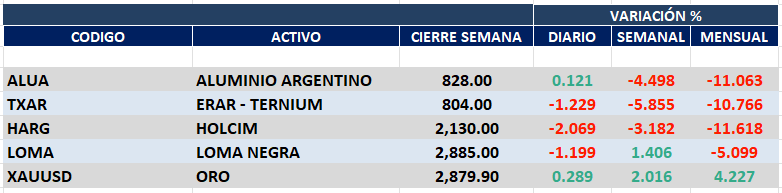 VARIACIÓN %
CODIGO ACTIVO CIERRE SEMANA DIARIO SEMANAL MENSUAL
ALUA ALUMINIO ARGENTINO 828.00 0.121 -4.498 -11.063
TXAR ERAR - TERNIUM 804.00 -1.229 -5.855 -10.766
HARG HOLCIM 2,130.00 -2.069 -3.182 -11.618
LOMA LOMA NEGRA 2,885.00 -1.199 1.406 -5.099
XAUUSD ORO 2,879.90 0.289 2.016 4.227